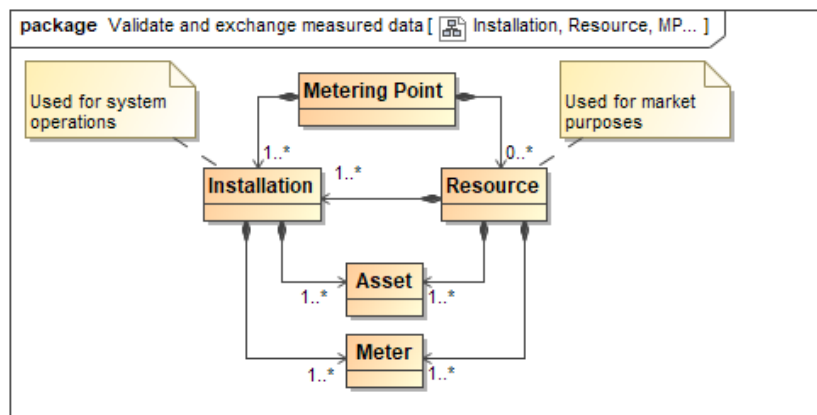 package Validate and exchange measured data [ Installation, Resource, MP... ]
Used for system
operations
Metering Point
Used for market
purposes
1..*
0..*
Installation
1..*
Resource
Asset
1..*
1..*
Meter
1..*
1..*